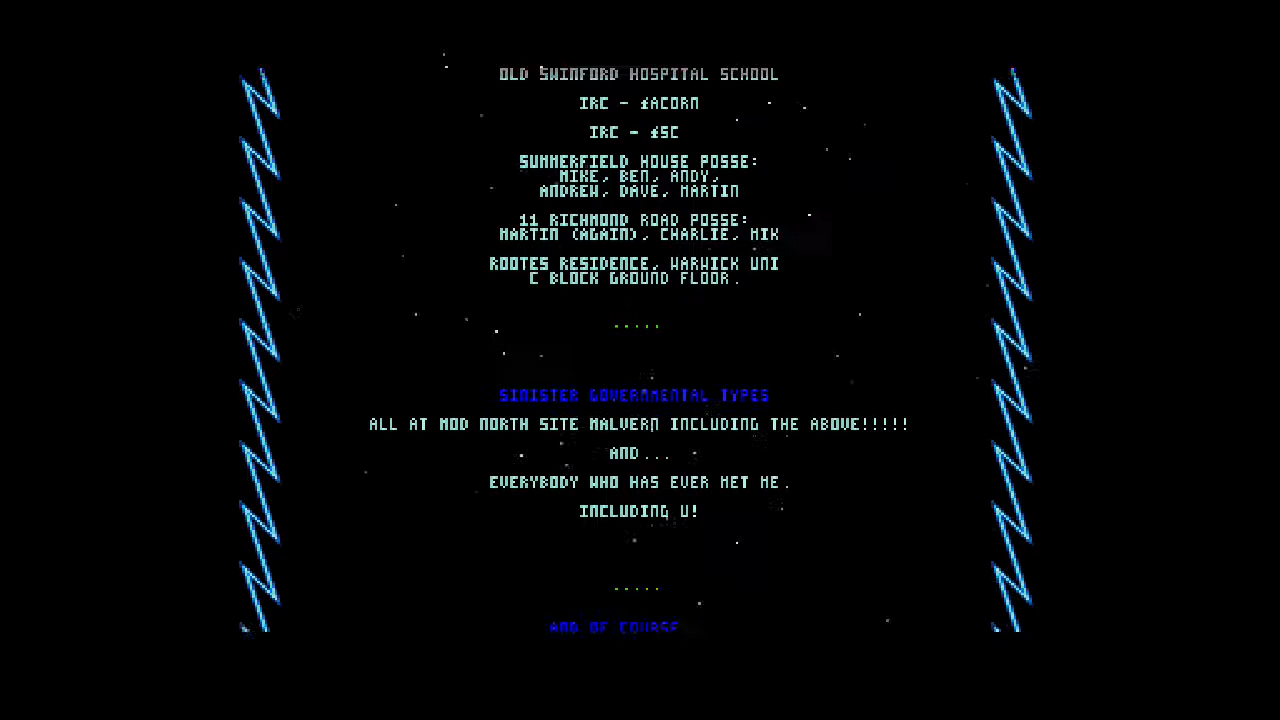 OLD SWINFORD HOSPITAL SCHOOL
IRC - £ACORN
IRC - £SC
SUMMERFIELD HOUSE POSSE:
MIKE, BEN, ANDY,
ANDREW, DAVE, MARTIN
11 RICHMOND ROAD POSSE:
MARTIN (AGAIN), CHARLIE, MIK
ROOTES RESIDENCE, WARWICK UNI
C BLOCK GROUND FLOOR.
.....
SINISTER GOVERNMENTAL TYPES
ALL AT MOD NORTH SITE MALVERN INCLUDING THE ABOVE!!!!!
AND...
EVERYBODY WHO HAS EVER MET ME.
INCLUDING U!
.....
AND OF COURSE